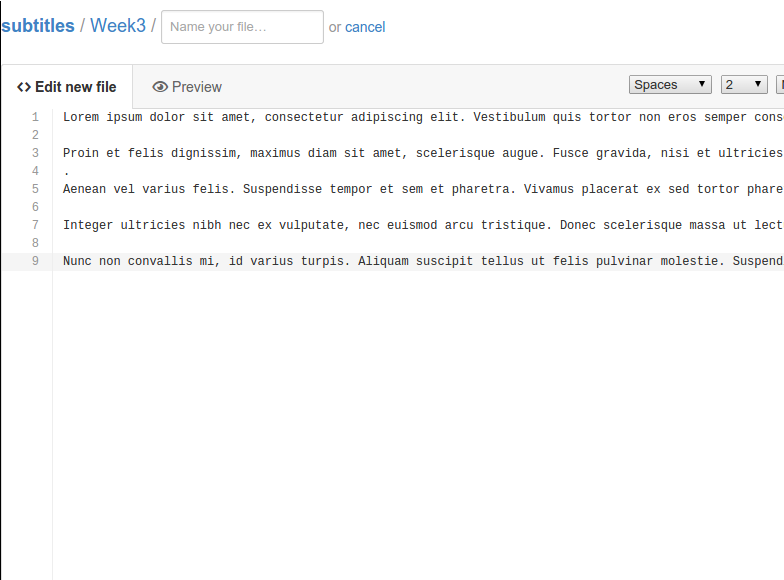 subtitles / Week3 / Name your file... or cancel
<> Edit new file Preview Spaces 2
1 Lorem ipsum dolor sit amet, consectetur adipiscing elit. Vestibulum quis tortor non eros semper cons
2
3 Proin et felis dignissim, maximus diam sit amet, scelerisque augue. Fusce gravida, nisi et ultricies
4 .
5 Aenean vel varius felis. Suspendisse tempor et sem et pharetra. Vivamus placerat ex sed tortor phare
6
7 Integer ultricies nibh nec ex vulputate, nec euismod arcu tristique. Donec scelerisque massa ut lect
8
9 Nunc non convallis mi, id varius turpis. Aliquam suscipit tellus ut felis pulvinar molestie. Suspend